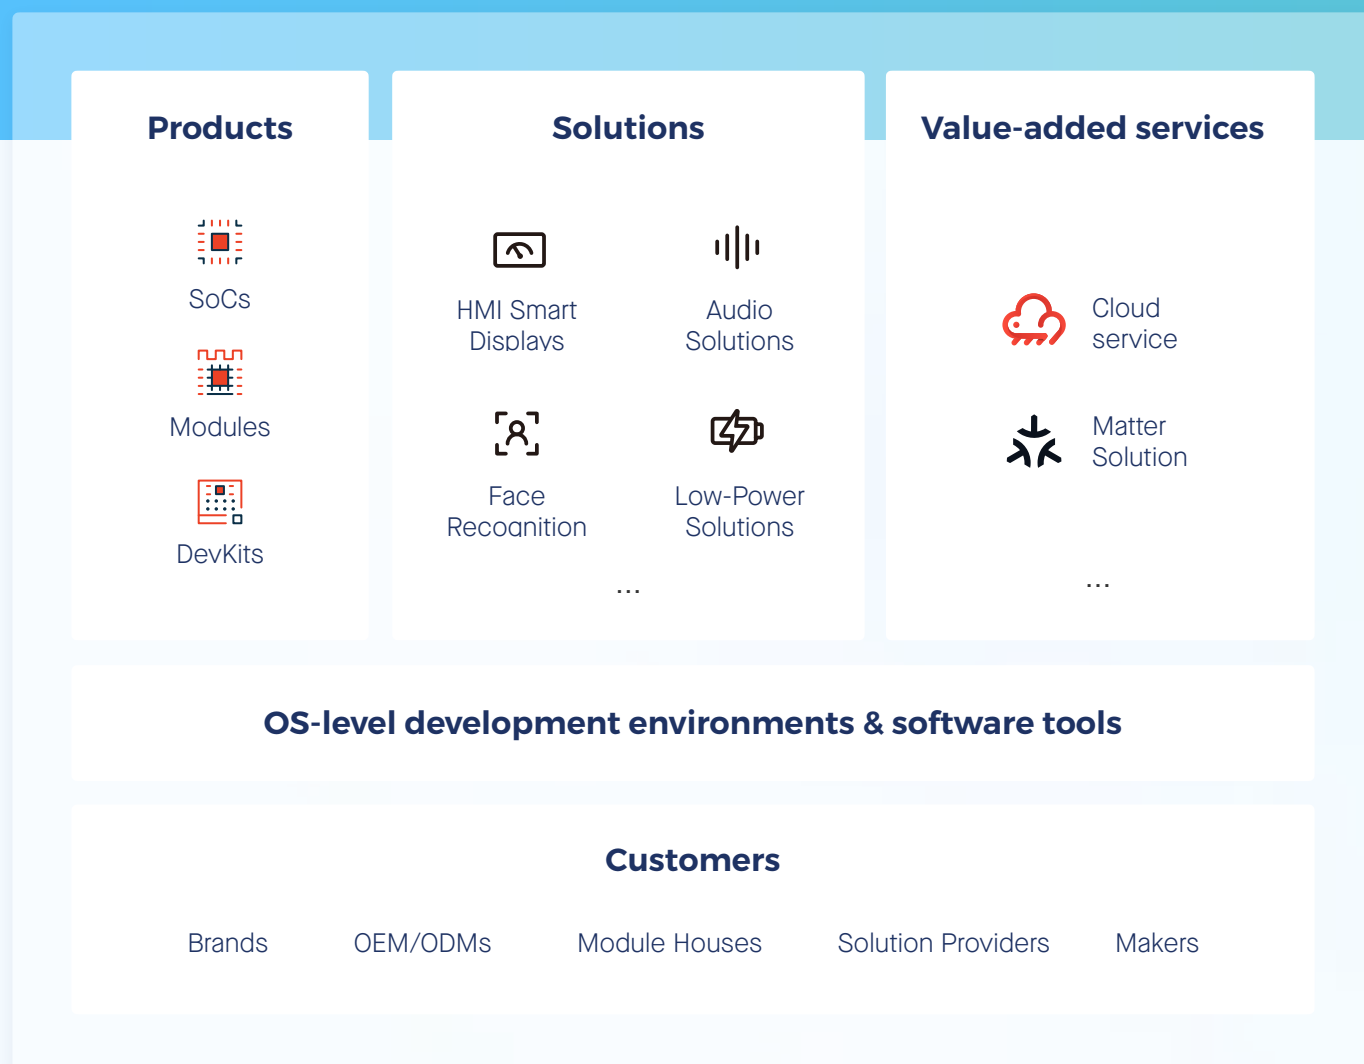 Products
SoCs
Modules
DevKits
Solutions
HMI Smart
Displays
Audio
Solutions
Face
Recognition
Low-Power
Solutions
...
Value-added services
Cloud
service
Matter
Solution
...
OS-level development environments & software tools
Customers
Brands
OEM/ODMs
Module Houses
Solution Providers
Makers